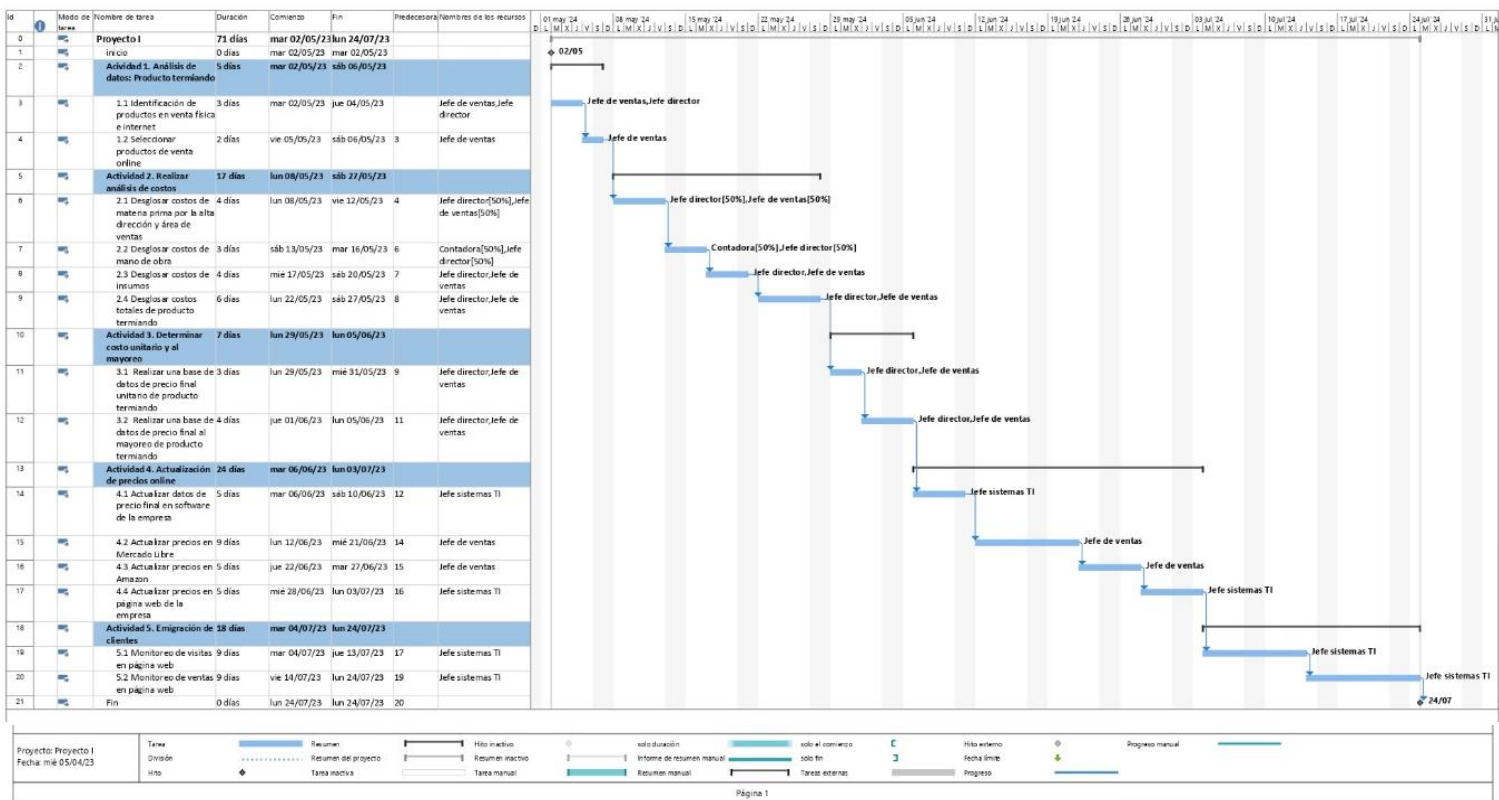 Id Modo de tarea Nombre de tarea Duración Comienzo Fin Predecesora Nombres de los recursos
01 may '24 08 may '24 15 may '24 22 may '24 29 may '24 05 jun '24 12 jun '24 19 jun '24 26 jun '24 03 jul '24 10 jul '24 17 jul '24 24 jul '24
0 Proyecto I 71 días mar 02/05/23 lun 24/07/23
1 inicio 0 días mar 02/05/23 mar 02/05/23
02/05
2 Acividad 1. Análisis de 5 días mar 02/05/23 sáb 06/05/23
datos: Producto termiando
3 1.1 Identificación de 3 días mar 02/05/23 jue 04/05/23 Jefe de ventas,Jefe
productos en venta física director
e internet
Jefe de ventas,Jefe director
4 1.2 Seleccionar 2 días vie 05/05/23 sáb 06/05/23 3 Jefe de ventas
productos de venta
online
Jefe de ventas
5 Actividad 2. Realizar 17 días lun 08/05/23 sáb 27/05/23
análisis de costos
6 2.1 Desglosar costos de 4 días lun 08/05/23 vie 12/05/23 4 Jefe director[50%],Jefe
materia prima por la alta de ventas[50%]
dirección y área de
ventas
Jefe director[50%],Jefe de ventas[50%]
7 2.2 Desglosar costos de 3 días sáb 13/05/23 mar 16/05/23 6 Contadora[50%],Jefe
mano de obra director[50%]
Contadora[50%],Jefe director[50%]
8 2.3 Desglosar costos de 4 días mié 17/05/23 sáb 20/05/23 7 Jefe director,Jefe de
insumos ventas
Jefe director,Jefe de ventas
9 2.4 Desglosar costos 6 días lun 22/05/23 sáb 27/05/23 8 Jefe director,Jefe de
totales de producto ventas
termiando
Jefe director,Jefe de ventas
10 Actividad 3. Determinar 7 días lun 29/05/23 lun 05/06/23
costo unitario y al
mayoreo
11 3.1 Realizar una base de 3 días lun 29/05/23 mié 31/05/23 9 Jefe director,Jefe de
datos de precio final ventas
unitario de producto
termiando
Jefe director,Jefe de ventas
12 3.2 Realizar una base de 4 días jue 01/06/23 lun 05/06/23 11 Jefe director,Jefe de
datos de precio final al ventas
mayoreo de producto
termiando
Jefe director,Jefe de ventas
13 Actividad 4. Actualización 24 días mar 06/06/23 lun 03/07/23
de precios online
14 4.1 Actualizar datos de 5 días mar 06/06/23 sáb 10/06/23 12 Jefe sistemas TI
precio final en software
de la empresa
Jefe sistemas TI
15 4.2 Actualizar precios en 9 días lun 12/06/23 mié 21/06/23 14 Jefe de ventas
Mercado Libre
Jefe de ventas
16 4.3 Actualizar precios en 5 días jue 22/06/23 mar 27/06/23 15 Jefe de ventas
Amazon
Jefe de ventas
17 4.4 Actualizar precios en 5 días mié 28/06/23 lun 03/07/23 16 Jefe sistemas TI
página web de la
empresa
Jefe sistemas TI
18 Actividad 5. Emigración de 18 días mar 04/07/23 lun 24/07/23
clientes
19 5.1 Monitoreo de visitas 9 días mar 04/07/23 jue 13/07/23 17 Jefe sistemas TI
en página web
Jefe sistemas TI
20 5.2 Monitoreo de ventas 9 días vie 14/07/23 lun 24/07/23 19 Jefe sistemas TI
en página web
Jefe sistemas TI
21 Fin 0 días lun 24/07/23 lun 24/07/23 20
24/07
Proyecto: Proyecto I
Fecha: mié 05/04/23
Tarea Resumen Hito inactivo solo duración solo el comienzo Hito externo Progreso manual
División Resumen del proyecto Resumen inactivo Informe de resumen manual solo fin Fecha límite
Hito Tarea inactiva Tarea manual Resumen manual Tareas externas Progreso
Página 1